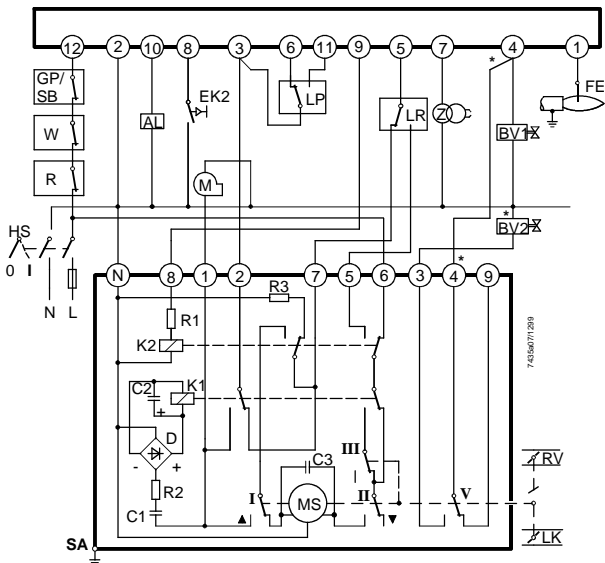 12 2 10 8 3 6 11 9 5 7 4 1
GP/
SB
EK2
LP
*
FE
AL
LR
Z
BV1
W
R
M
*
BV2
HS
0 I
N L
*
N 8 1 2 7 5 6 3 4 9
R3
R1
K2
7435a07/1299
C2
K1
+
D
- +
III
C3
RV
R2
I
MS
II
V
C1
LK
SA